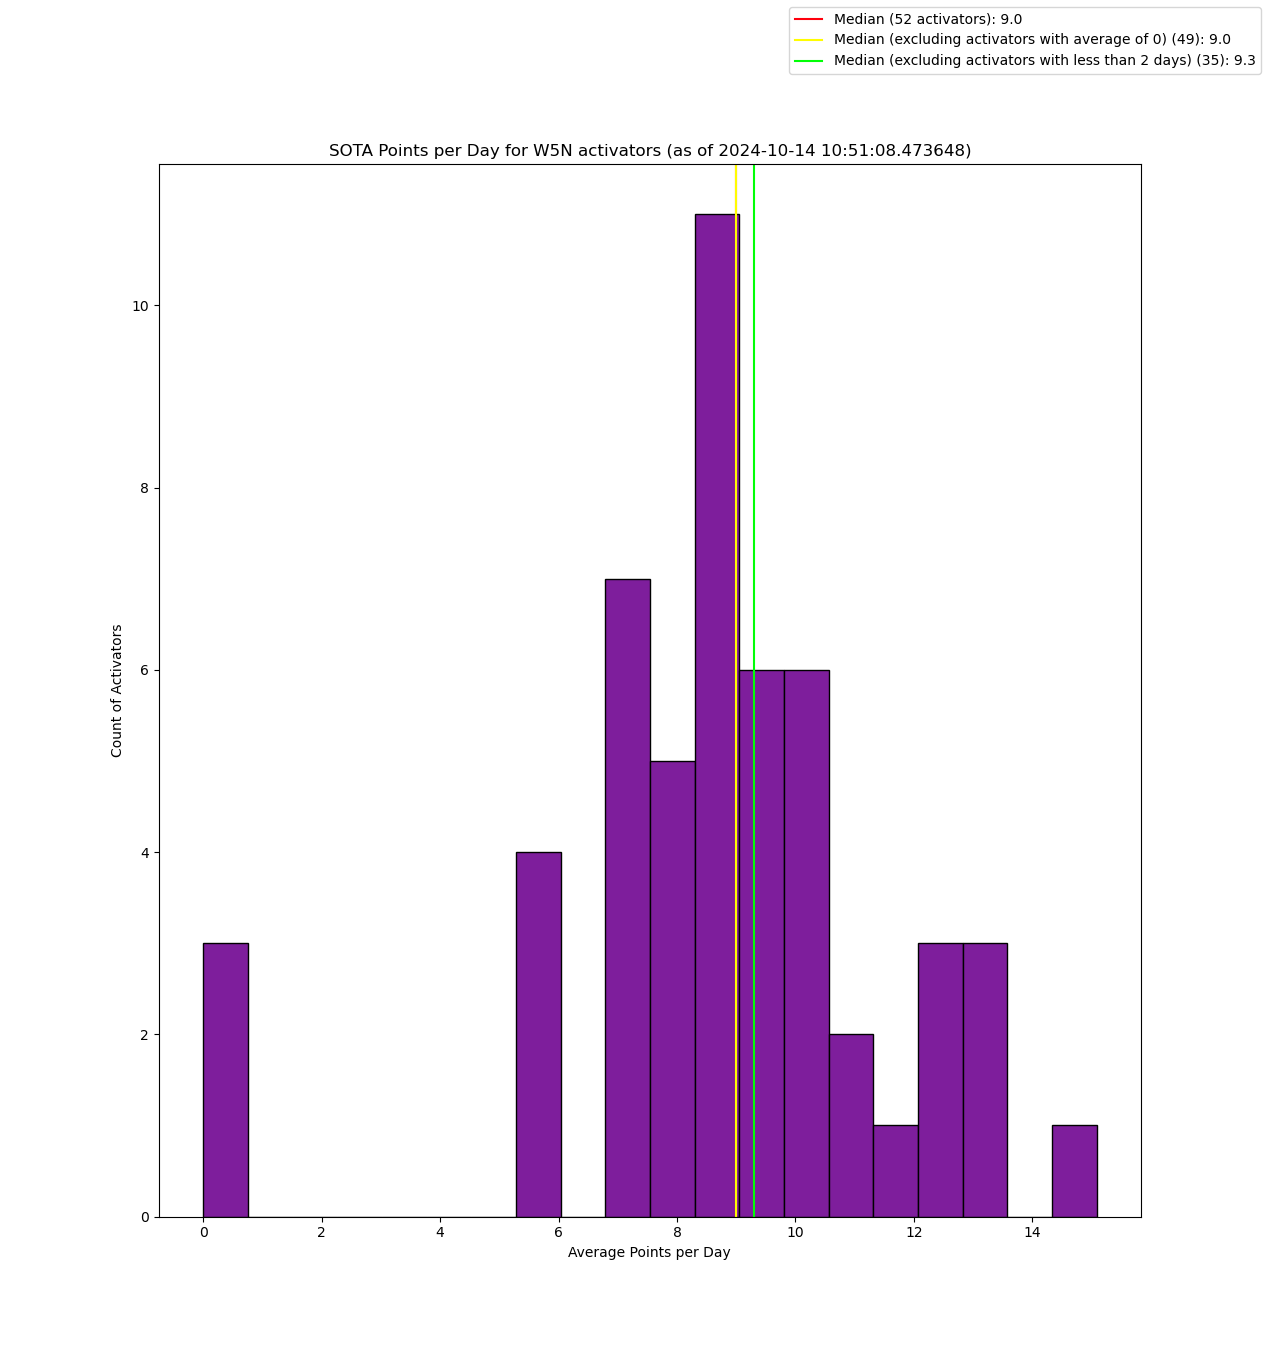 Median (52 activators): 9.0
Median (excluding activators with average of 0) (49): 9.0
Median (excluding activators with less than 2 days) (35): 9.3
SOTA Points per Day for W5N activators (as of 2024-10-14 10:51:08.473648)
10
8
6
4
2
0
Count of Activators
0 2 4 6 8 10 12 14
Average Points per Day